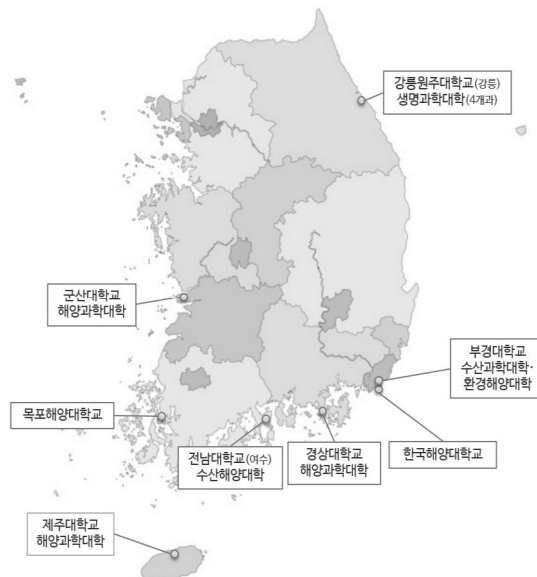 강릉원주대학교(강릉)
생명과학대학(4개과)
군산대학교
해양과학대학
부경대학교
수산과학대학·
환경해양대학
목포해양대학교
전남대학교(여수)
수산해양대학
경상대학교
해양과학대학
한국해양대학교
제주대학교
해양과학대학